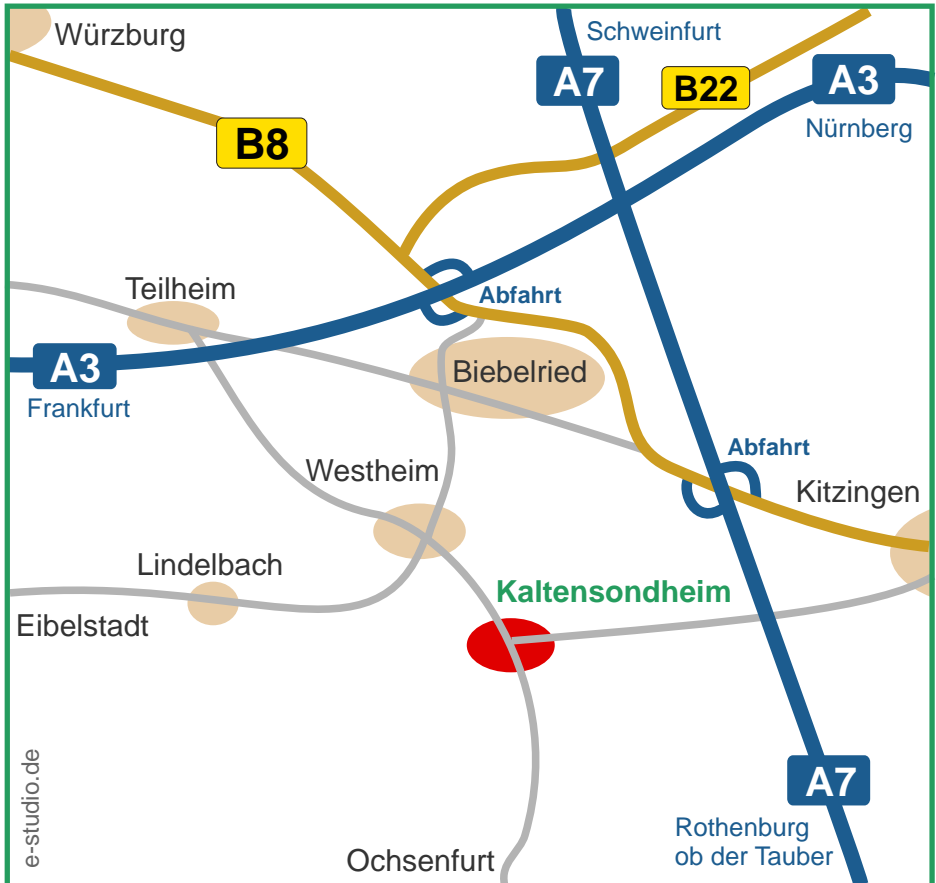 Würzburg
Schweinfurt
A7
B22
A3
Nürnberg
B8
Teilheim
Abfahrt
A3
Frankfurt
Biebelried
Westheim
Abfahrt
Kitzingen
Lindelbach
Kaltensondheim
Eibelstadt
A7
e-studio.de
Rothenburg
ob der Tauber
Ochsenfurt